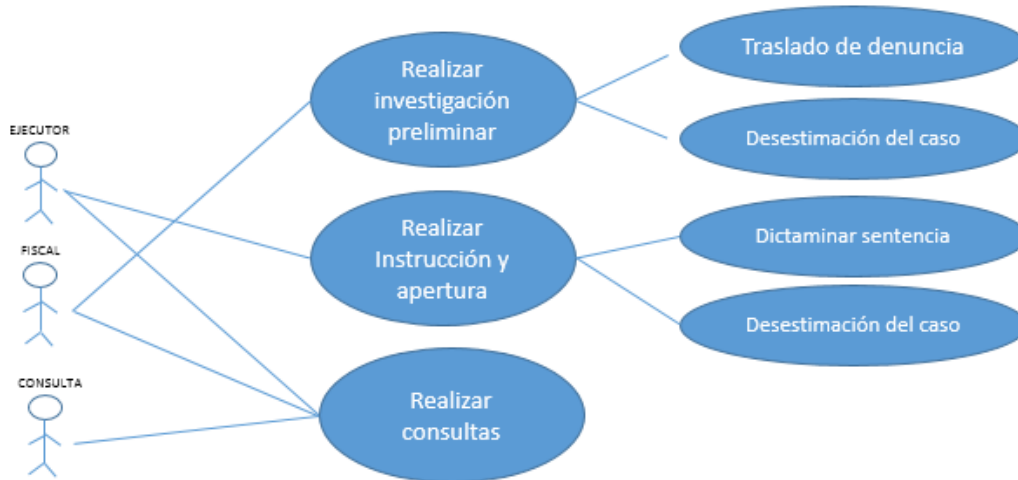 EJECUTOR
FISCAL
CONSULTA
Realizar
investigación
preliminar
Realizar
Instrucción y
apertura
Realizar
consultas
Traslado de denuncia
Desestimación del caso
Dictaminar sentencia
Desestimación del caso